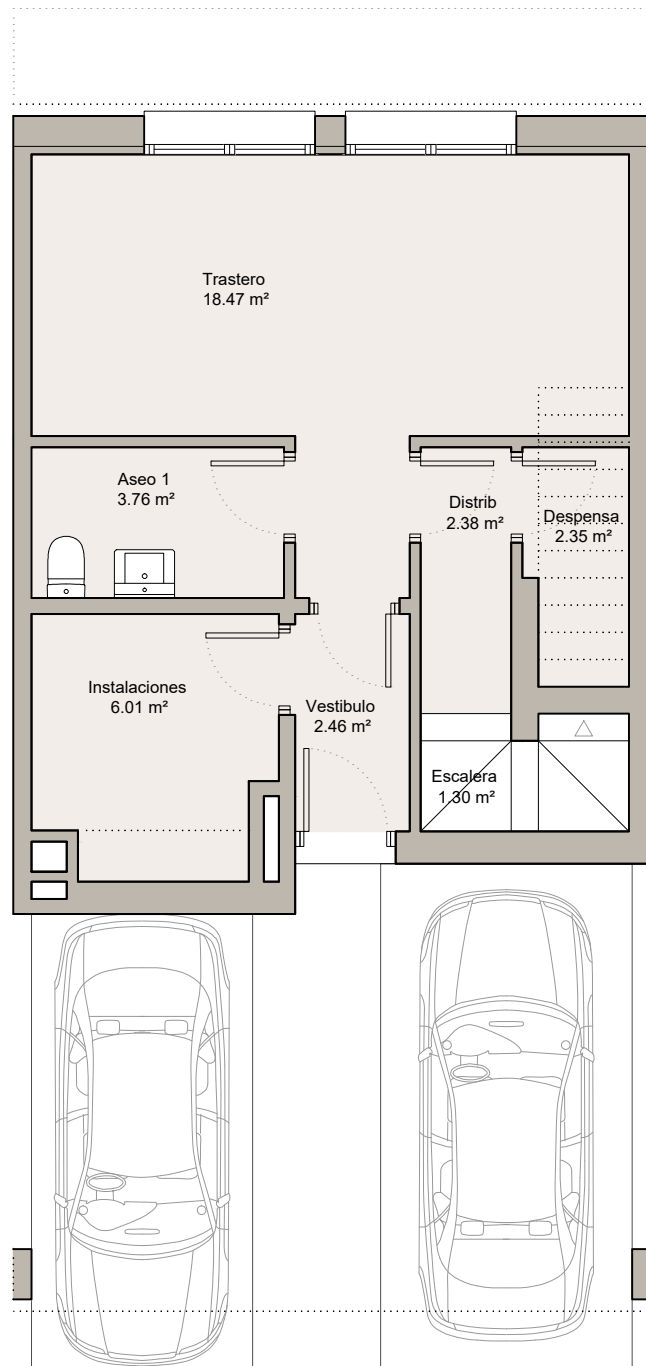 Trastero
18.47 m²
Aseo 1
3.76 m²
Distrib
2.38 m²
Despensa
2.35 m²
Instalaciones
6.01 m²
Vestibulo
2.46 m²
Escalera
1.30 m²